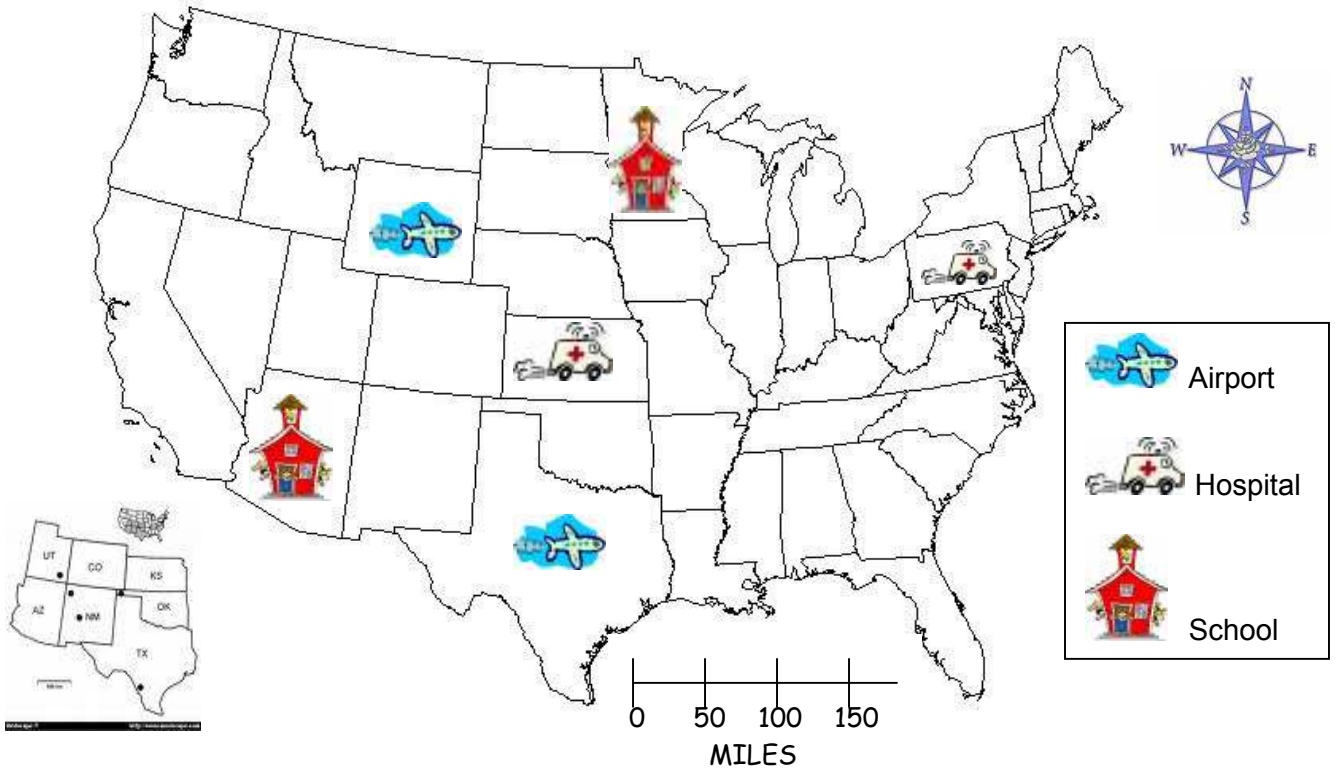 N
W E
S
Airport
Hospital
School
UT
CO
KS
AZ
NM
OK
TX
0 50 100 150
MILES